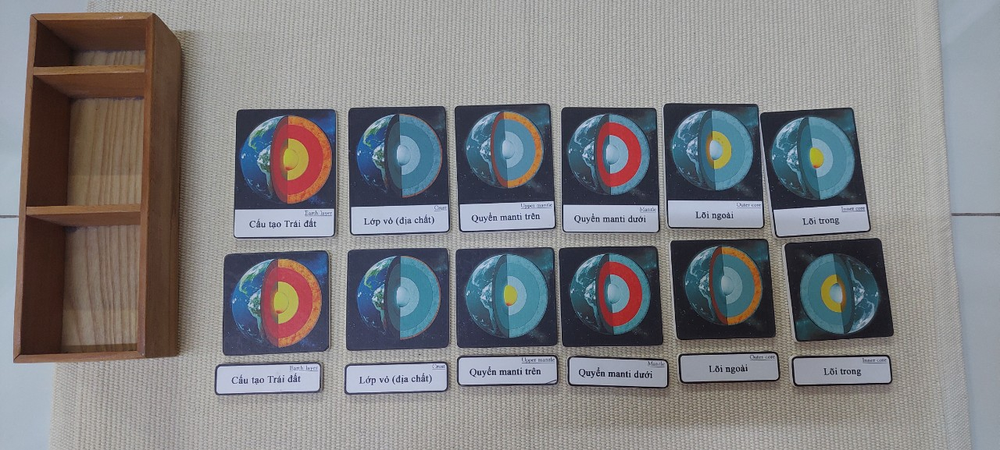 Earth layer
Cấu tạo Trái đất
Crust
Lớp vỏ (địa chất)
Upper mantle
Quyển manti trên
Mantle
Quyển manti dưới
Outer core
Lõi ngoài
Inner core
Lõi trong
Earth layer
Cấu tạo Trái đất
Crust
Lớp vỏ (địa chất)
Upper mantle
Quyển manti trên
Mantle
Quyển manti dưới
Outer core
Lõi ngoài
Inner core
Lõi trong